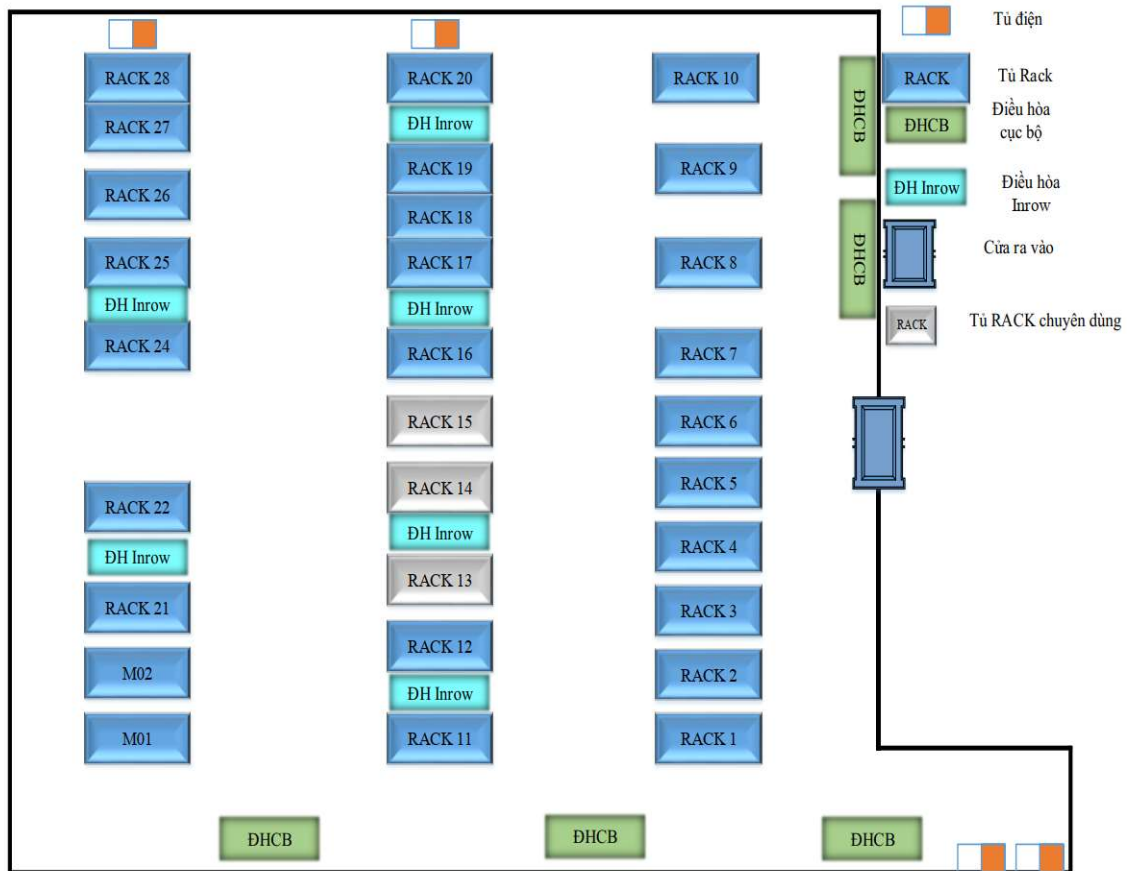 Tủ điện
RACK
Tủ Rack
ĐHCB
Điều hòa
cục bộ
ĐH Inrow
Điều hòa
Inrow
Cửa ra vào
RACK
Tủ RACK chuyên dùng
RACK 28
RACK 27
RACK 26
RACK 25
ĐH Inrow
RACK 24
RACK 22
ĐH Inrow
RACK 21
M02
M01
RACK 20
ĐH Inrow
RACK 19
RACK 18
RACK 17
ĐH Inrow
RACK 16
RACK 15
RACK 14
ĐH Inrow
RACK 13
RACK 12
ĐH Inrow
RACK 11
RACK 10
RACK 9
RACK 8
RACK 7
RACK 6
RACK 5
RACK 4
RACK 3
RACK 2
RACK 1
ĐHCB
ĐHCB
ĐHCB
ĐHCB
ĐHCB